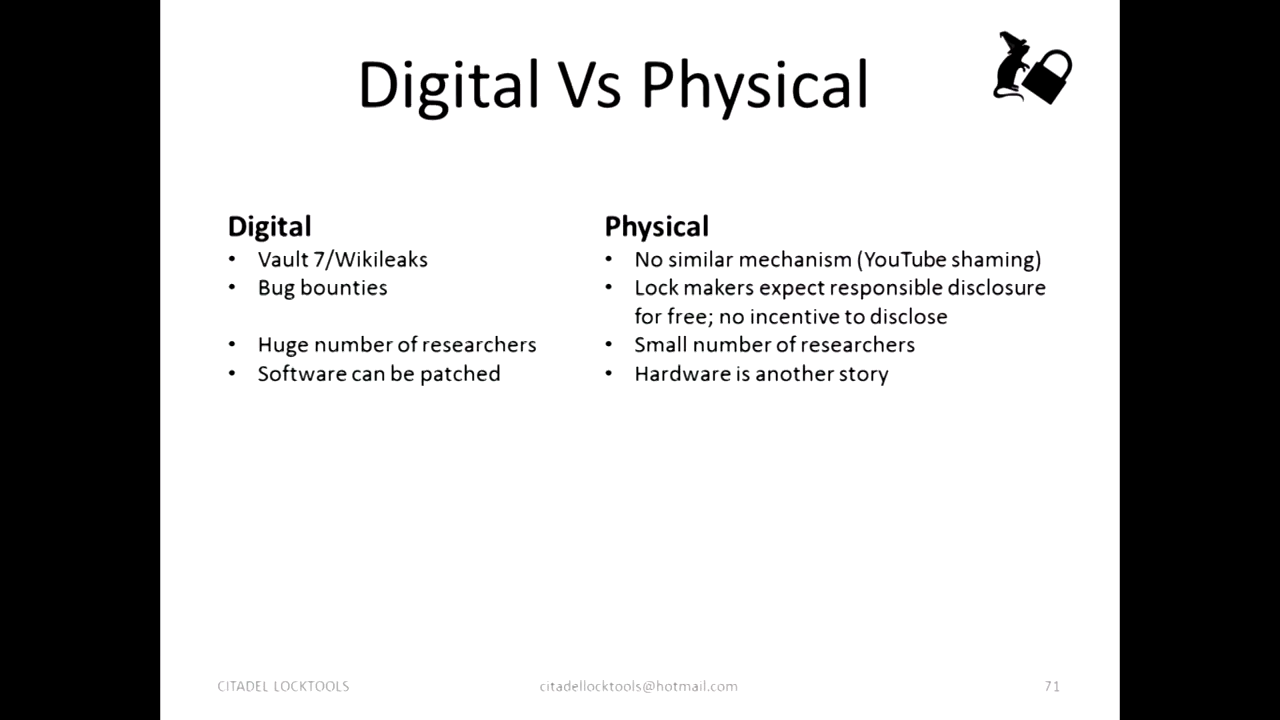 Digital Vs Physical
Digital
• Vault 7/Wikileaks
• Bug bounties
• Huge number of researchers
• Software can be patched
Physical
• No similar mechanism (YouTube shaming)
• Lock makers expect responsible disclosure
for free; no incentive to disclose
• Small number of researchers
• Hardware is another story
CITADEL LOCKTOOLS
citadellocktools@hotmail.com
71